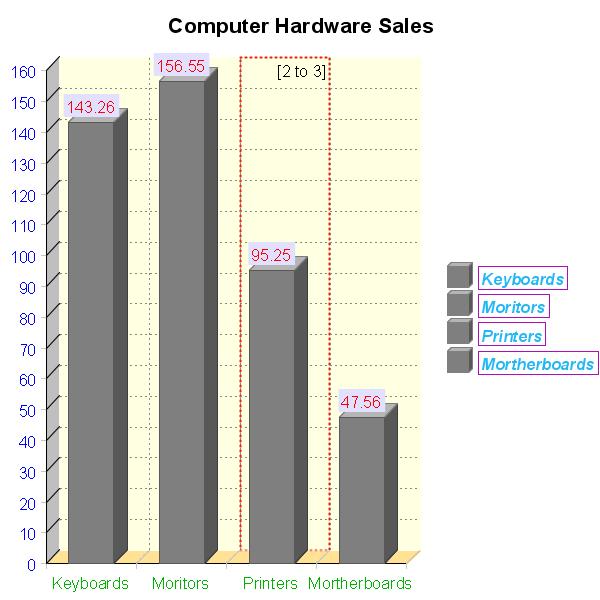 Computer Hardware Sales
[2 to 3]
160
150
140
130
120
110
100
90
80
70
60
50
40
30
20
10
0
143.26
156.55
95.25
47.56
Keyboards
Moritors
Printers
Mortherboards
Keyboards
Moritors
Printers
Mortherboards